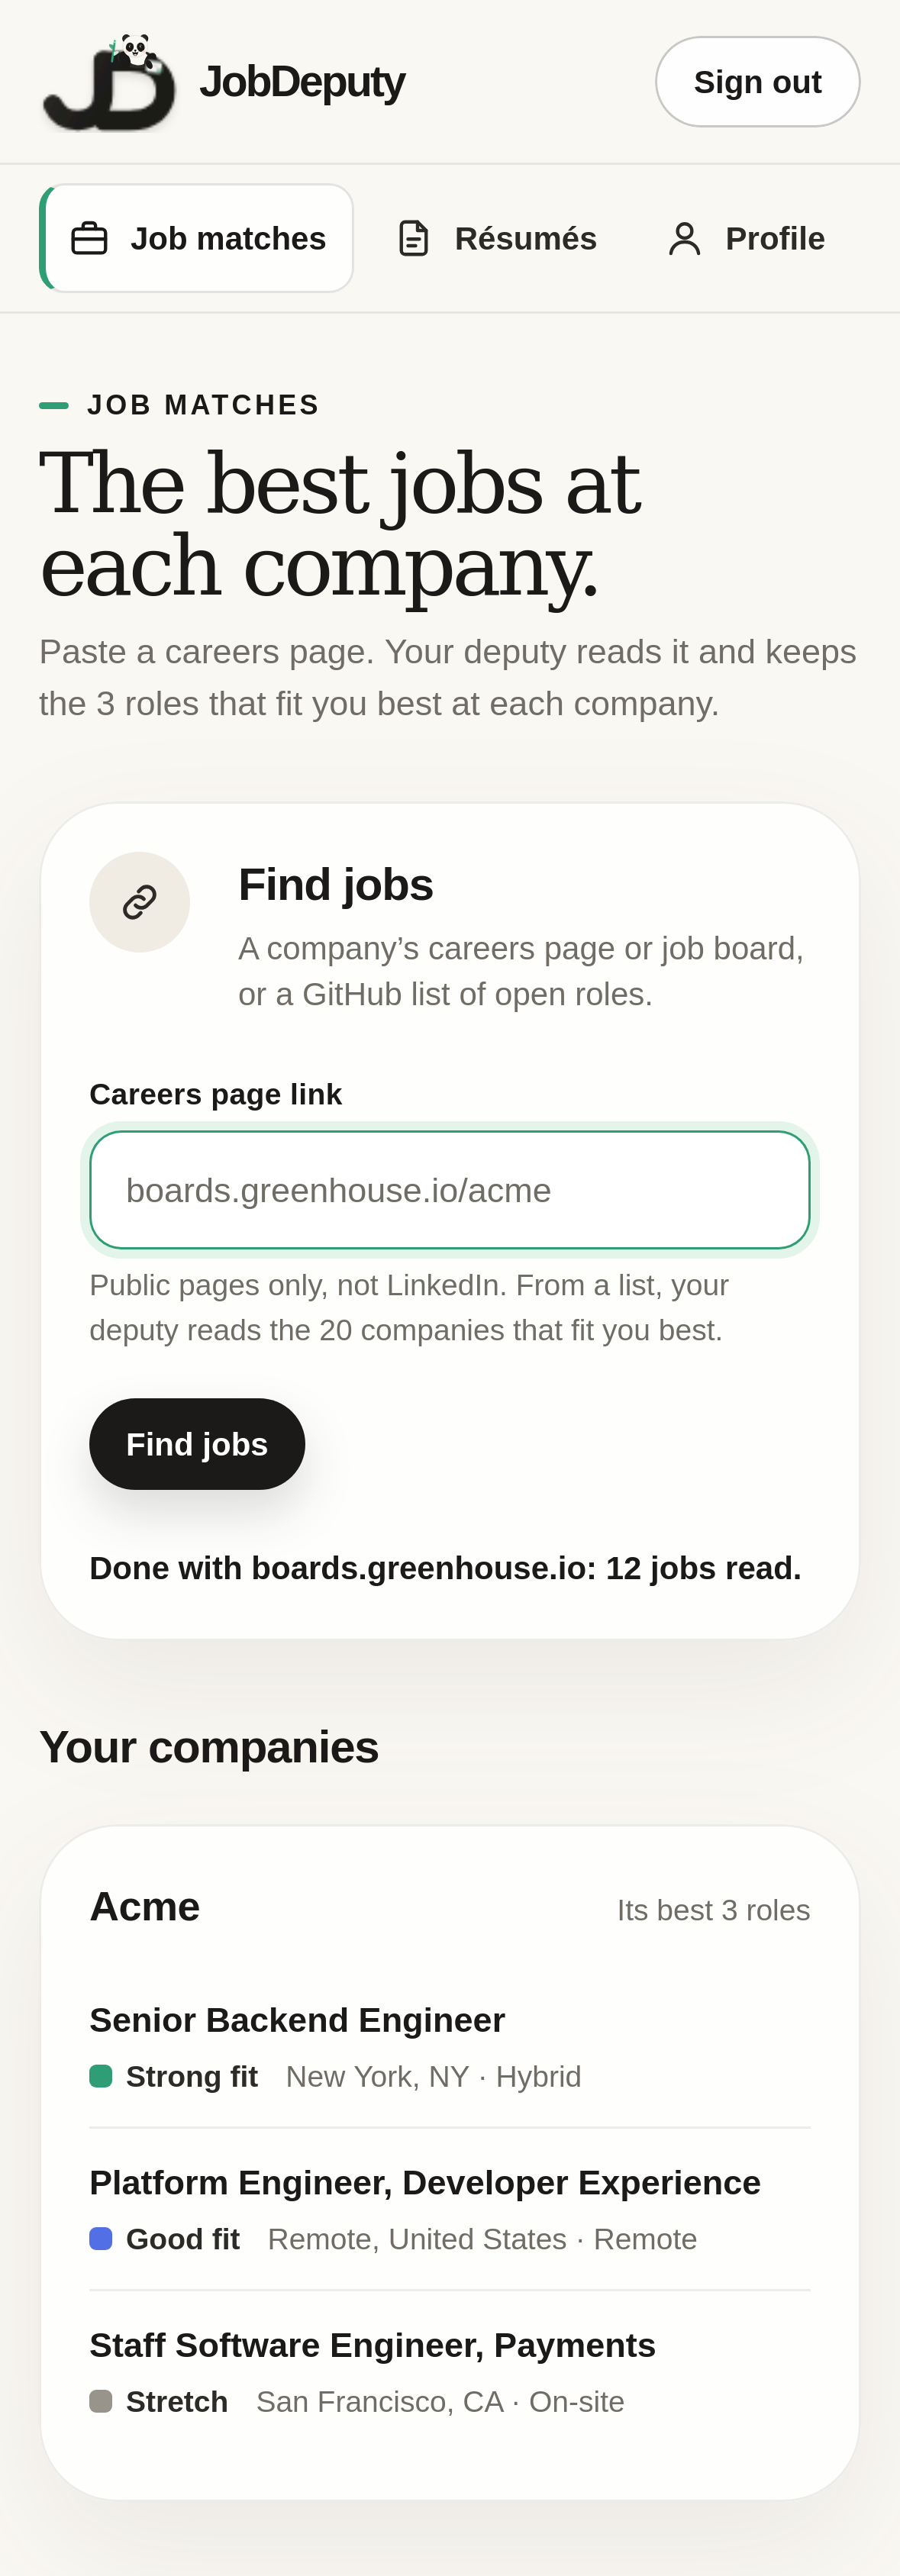 JobDeputy
Sign out
Job matches
Résumés
Profile
JOB MATCHES
The best jobs at
each company.
Paste a careers page. Your deputy reads it and keeps
the 3 roles that fit you best at each company.
Find jobs
A company’s careers page or job board,
or a GitHub list of open roles.
Careers page link
boards.greenhouse.io/acme
Public pages only, not LinkedIn. From a list, your
deputy reads the 20 companies that fit you best.
Find jobs
Done with boards.greenhouse.io: 12 jobs read.
Your companies
Acme
Its best 3 roles
Senior Backend Engineer
Strong fit New York, NY · Hybrid
Platform Engineer, Developer Experience
Good fit Remote, United States · Remote
Staff Software Engineer, Payments
Stretch San Francisco, CA · On-site